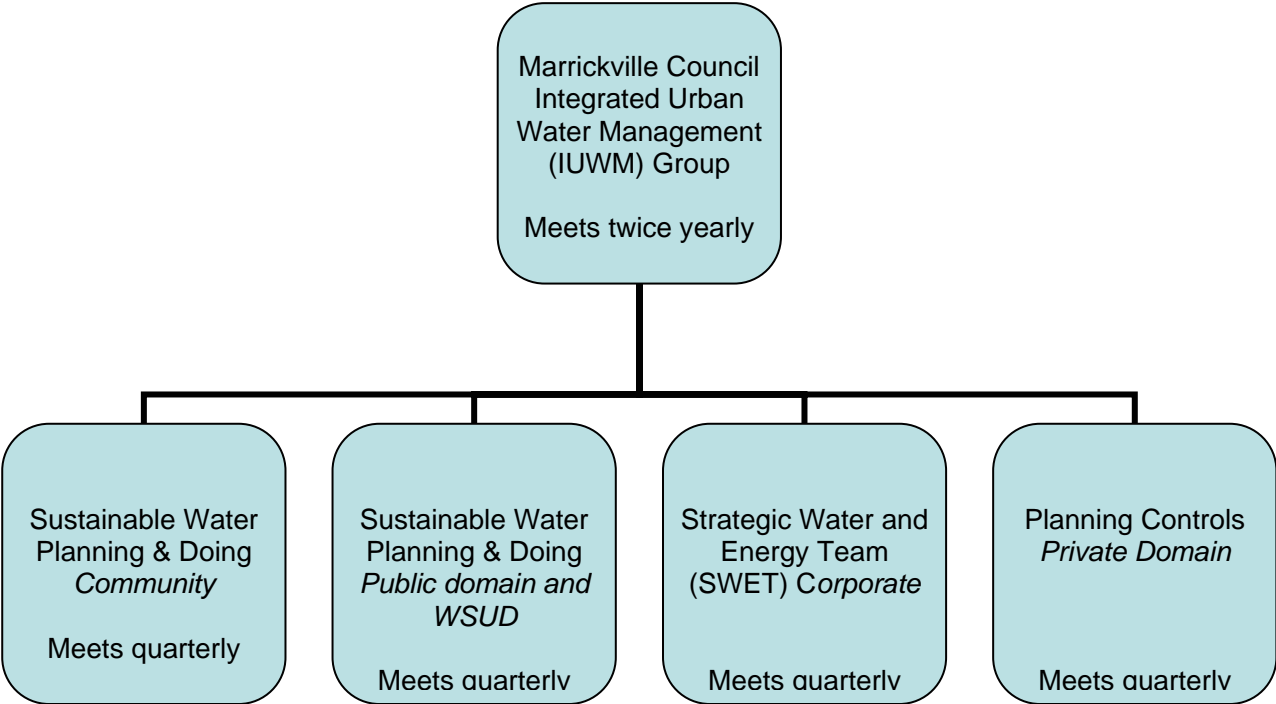 Marrickville Council
Integrated Urban
Water Management
(IUWM) Group
Meets twice yearly
Sustainable Water
Planning & Doing
Community
Meets quarterly
Sustainable Water
Planning & Doing
Public domain and
WSUD
Meets quarterly
Strategic Water and
Energy Team
(SWET) Corporate
Meets quarterly
Planning Controls
Private Domain
Meets quarterly